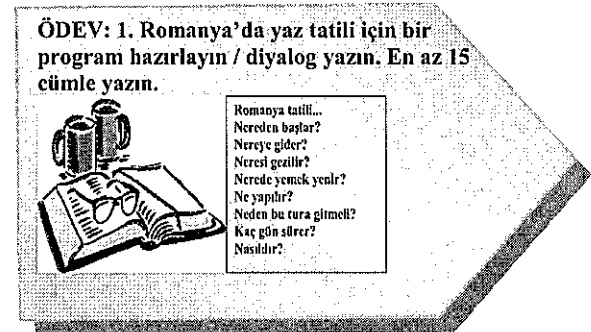 ÖDEV: 1. Romanya’da yaz tatili için bir
program hazırlayın / diyalog yazın. En az 15
cümle yazın.
Romanya tatili...
Nereden başlar?
Nereye gider?
Neresi gezilir?
Nerede yemek yenir?
Ne yapılır?
Neden bu tura gitmeli?
Kaç gün sürer?
Nasıldır?